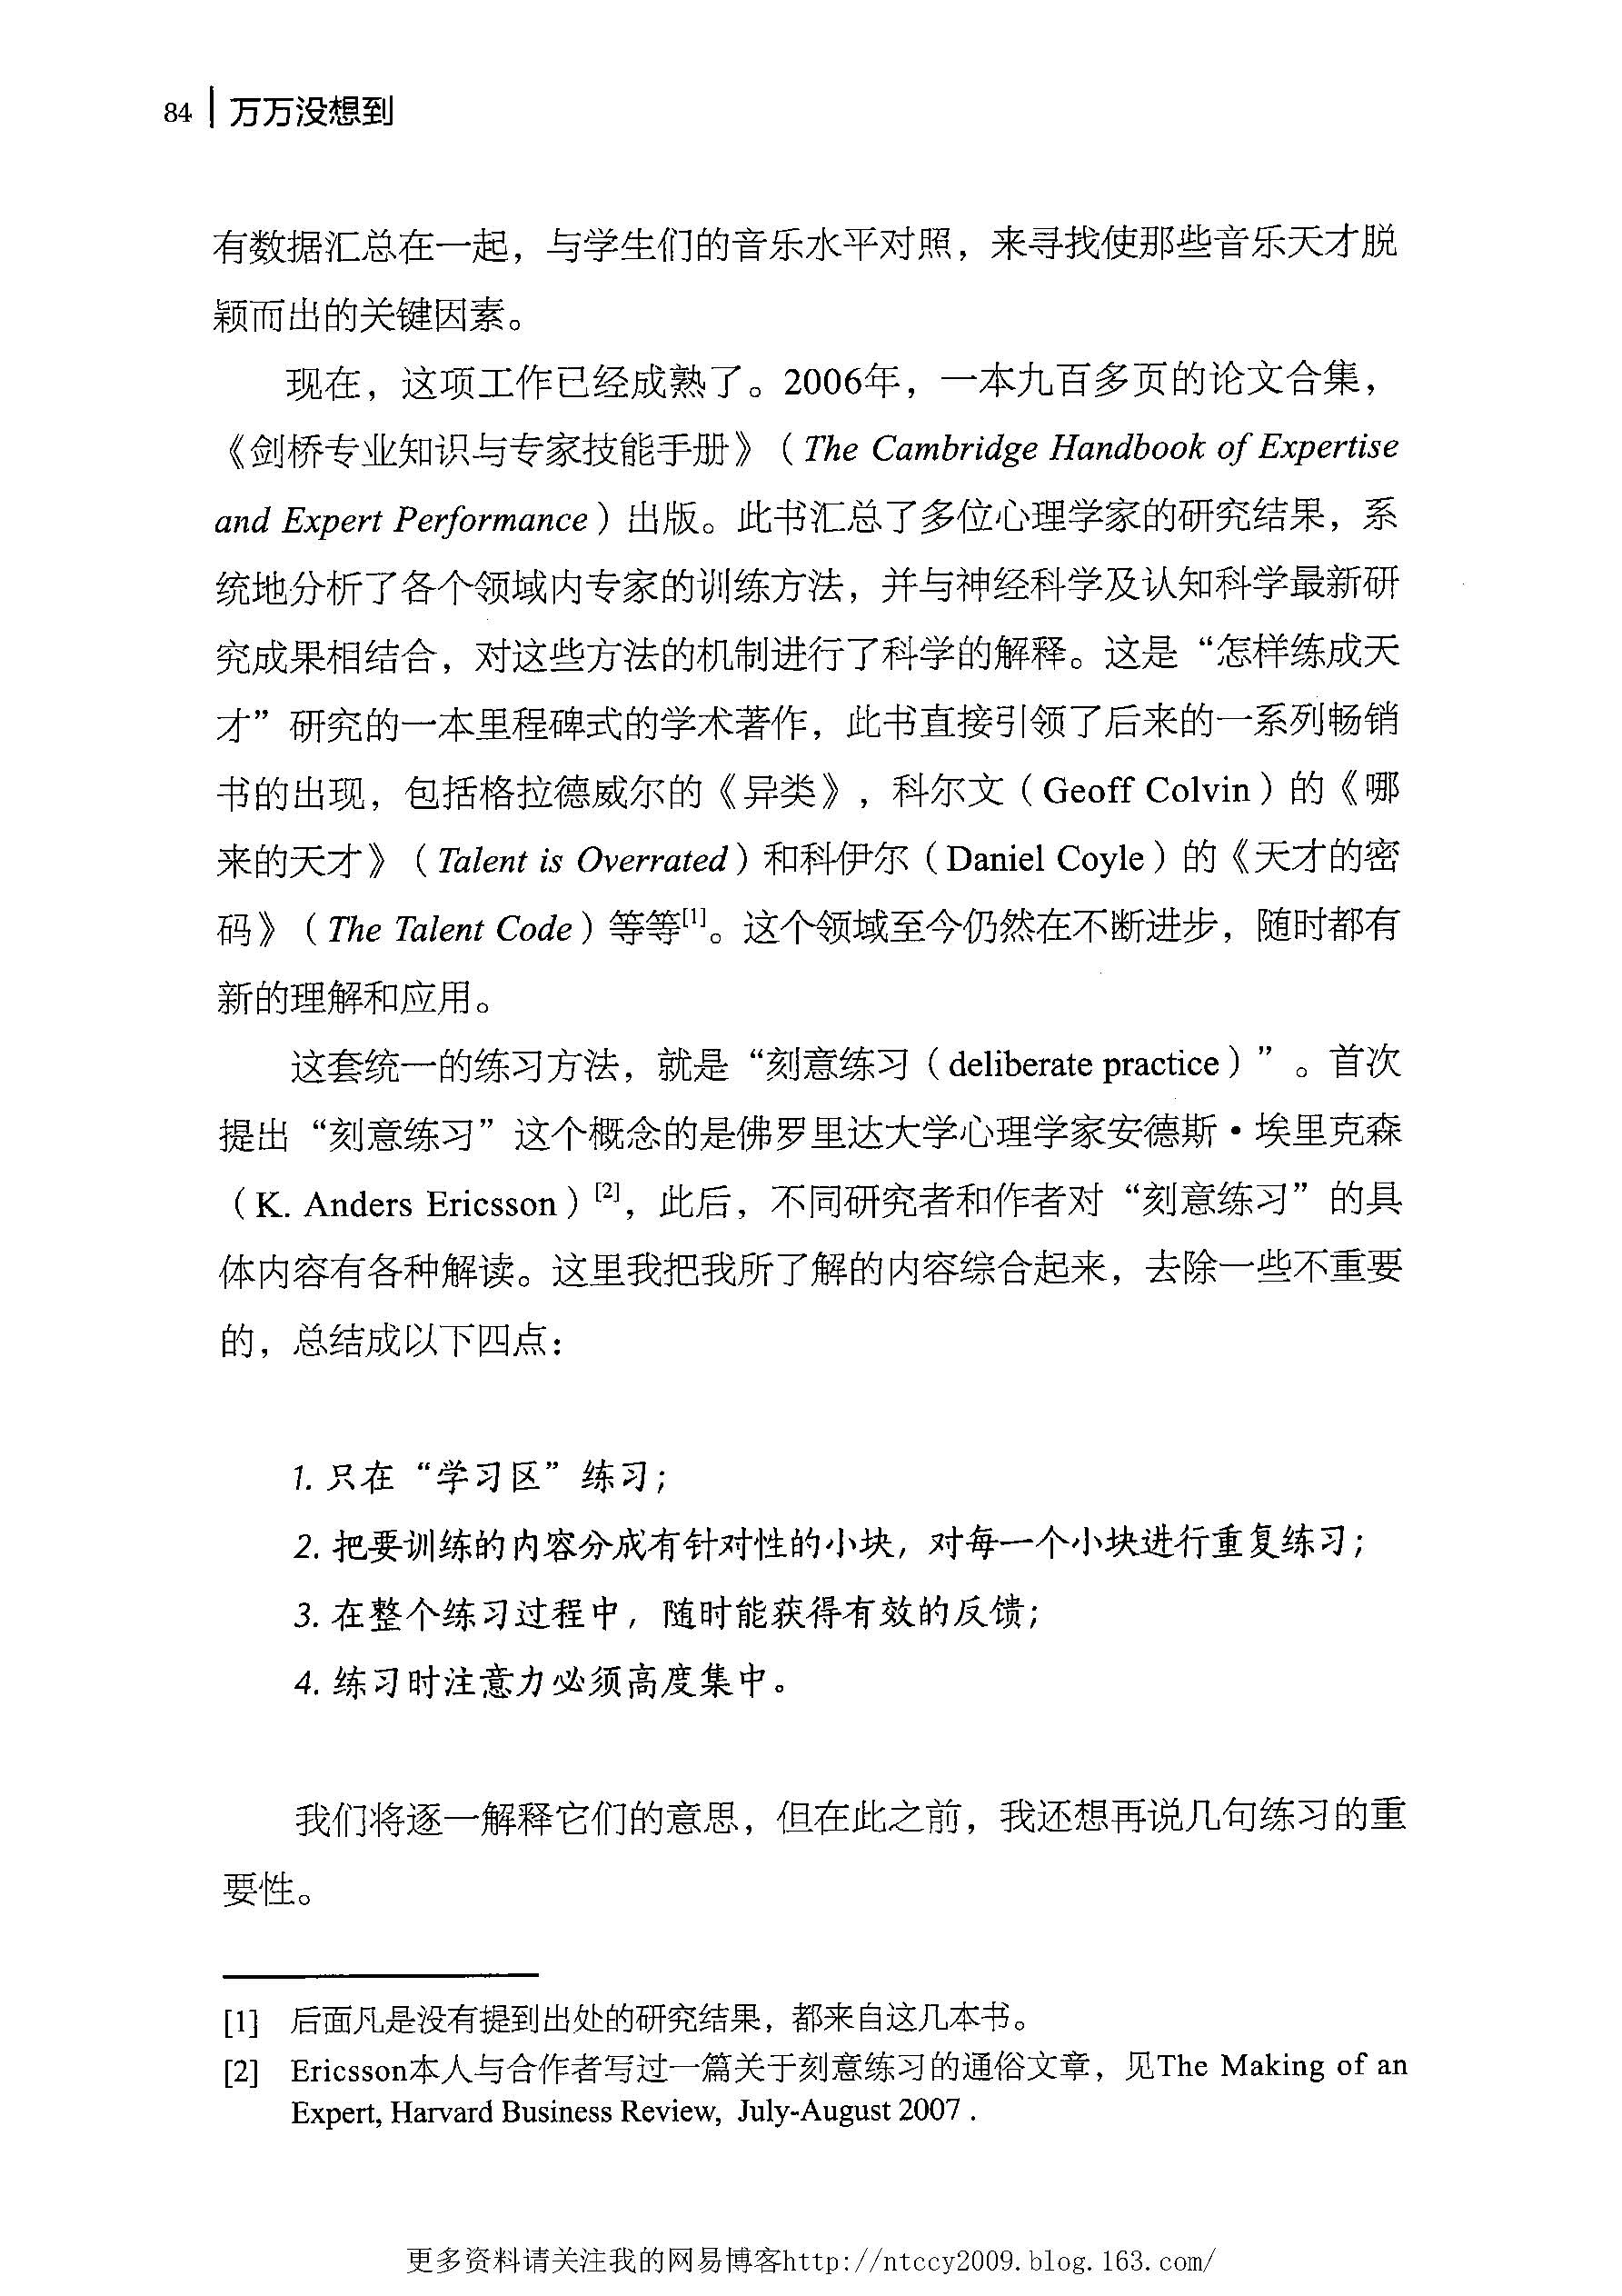 84 | 万万没想到
有数据汇总在一起，与学生们的音乐水平对照，来寻找使那些音乐天才脱
颖而出的关键因素。
现在，这项工作已经成熟了。2006年，一本九百多页的论文合集，
《剑桥专业知识与专家技能手册》（The Cambridge Handbook of Expertise
and Expert Performance）出版。此书汇总了多位心理学家的研究结果，系
统地分析了各个领域内专家的训练方法，并与神经科学及认知科学最新研
究成果相结合，对这些方法的机制进行了科学的解释。这是“怎样练成天
才”研究的一本里程碑式的学术著作，此书直接引领了后来的一系列畅销
书的出现，包括格拉德威尔的《异类》，科尔文（Geoff Colvin）的《哪
来的天才》（Talent is Overrated）和科伊尔（Daniel Coyle）的《天才的密
码》（The Talent Code）等等[1]。这个领域至今仍然在不断进步，随时都有
新的理解和应用。
这套统一的练习方法，就是“刻意练习（deliberate practice）”。首次
提出“刻意练习”这个概念的是佛罗里达大学心理学家安德斯·埃里克森
（K. Anders Ericsson）[2]，此后，不同研究者和作者对“刻意练习”的具
体内容有各种解读。这里我把我所了解的内容综合起来，去除一些不重要
的，总结成以下四点：
1. 只在“学习区”练习；
2. 把要训练的内容分成有针对性的小块，对每一个小块进行重复练习；
3. 在整个练习过程中，随时能获得有效的反馈；
4. 练习时注意力必须高度集中。
我们将逐一解释它们的意思，但在此之前，我还想再说几句练习的重
要性。
[1] 后面凡是没有提到出处的研究结果，都来自这几本书。
[2] Ericsson本人与合作者写过一篇关于刻意练习的通俗文章，见The Making of an
Expert, Harvard Business Review, July-August 2007 .
更多资料请关注我的网易博客http://ntccy2009.blog.163.com/